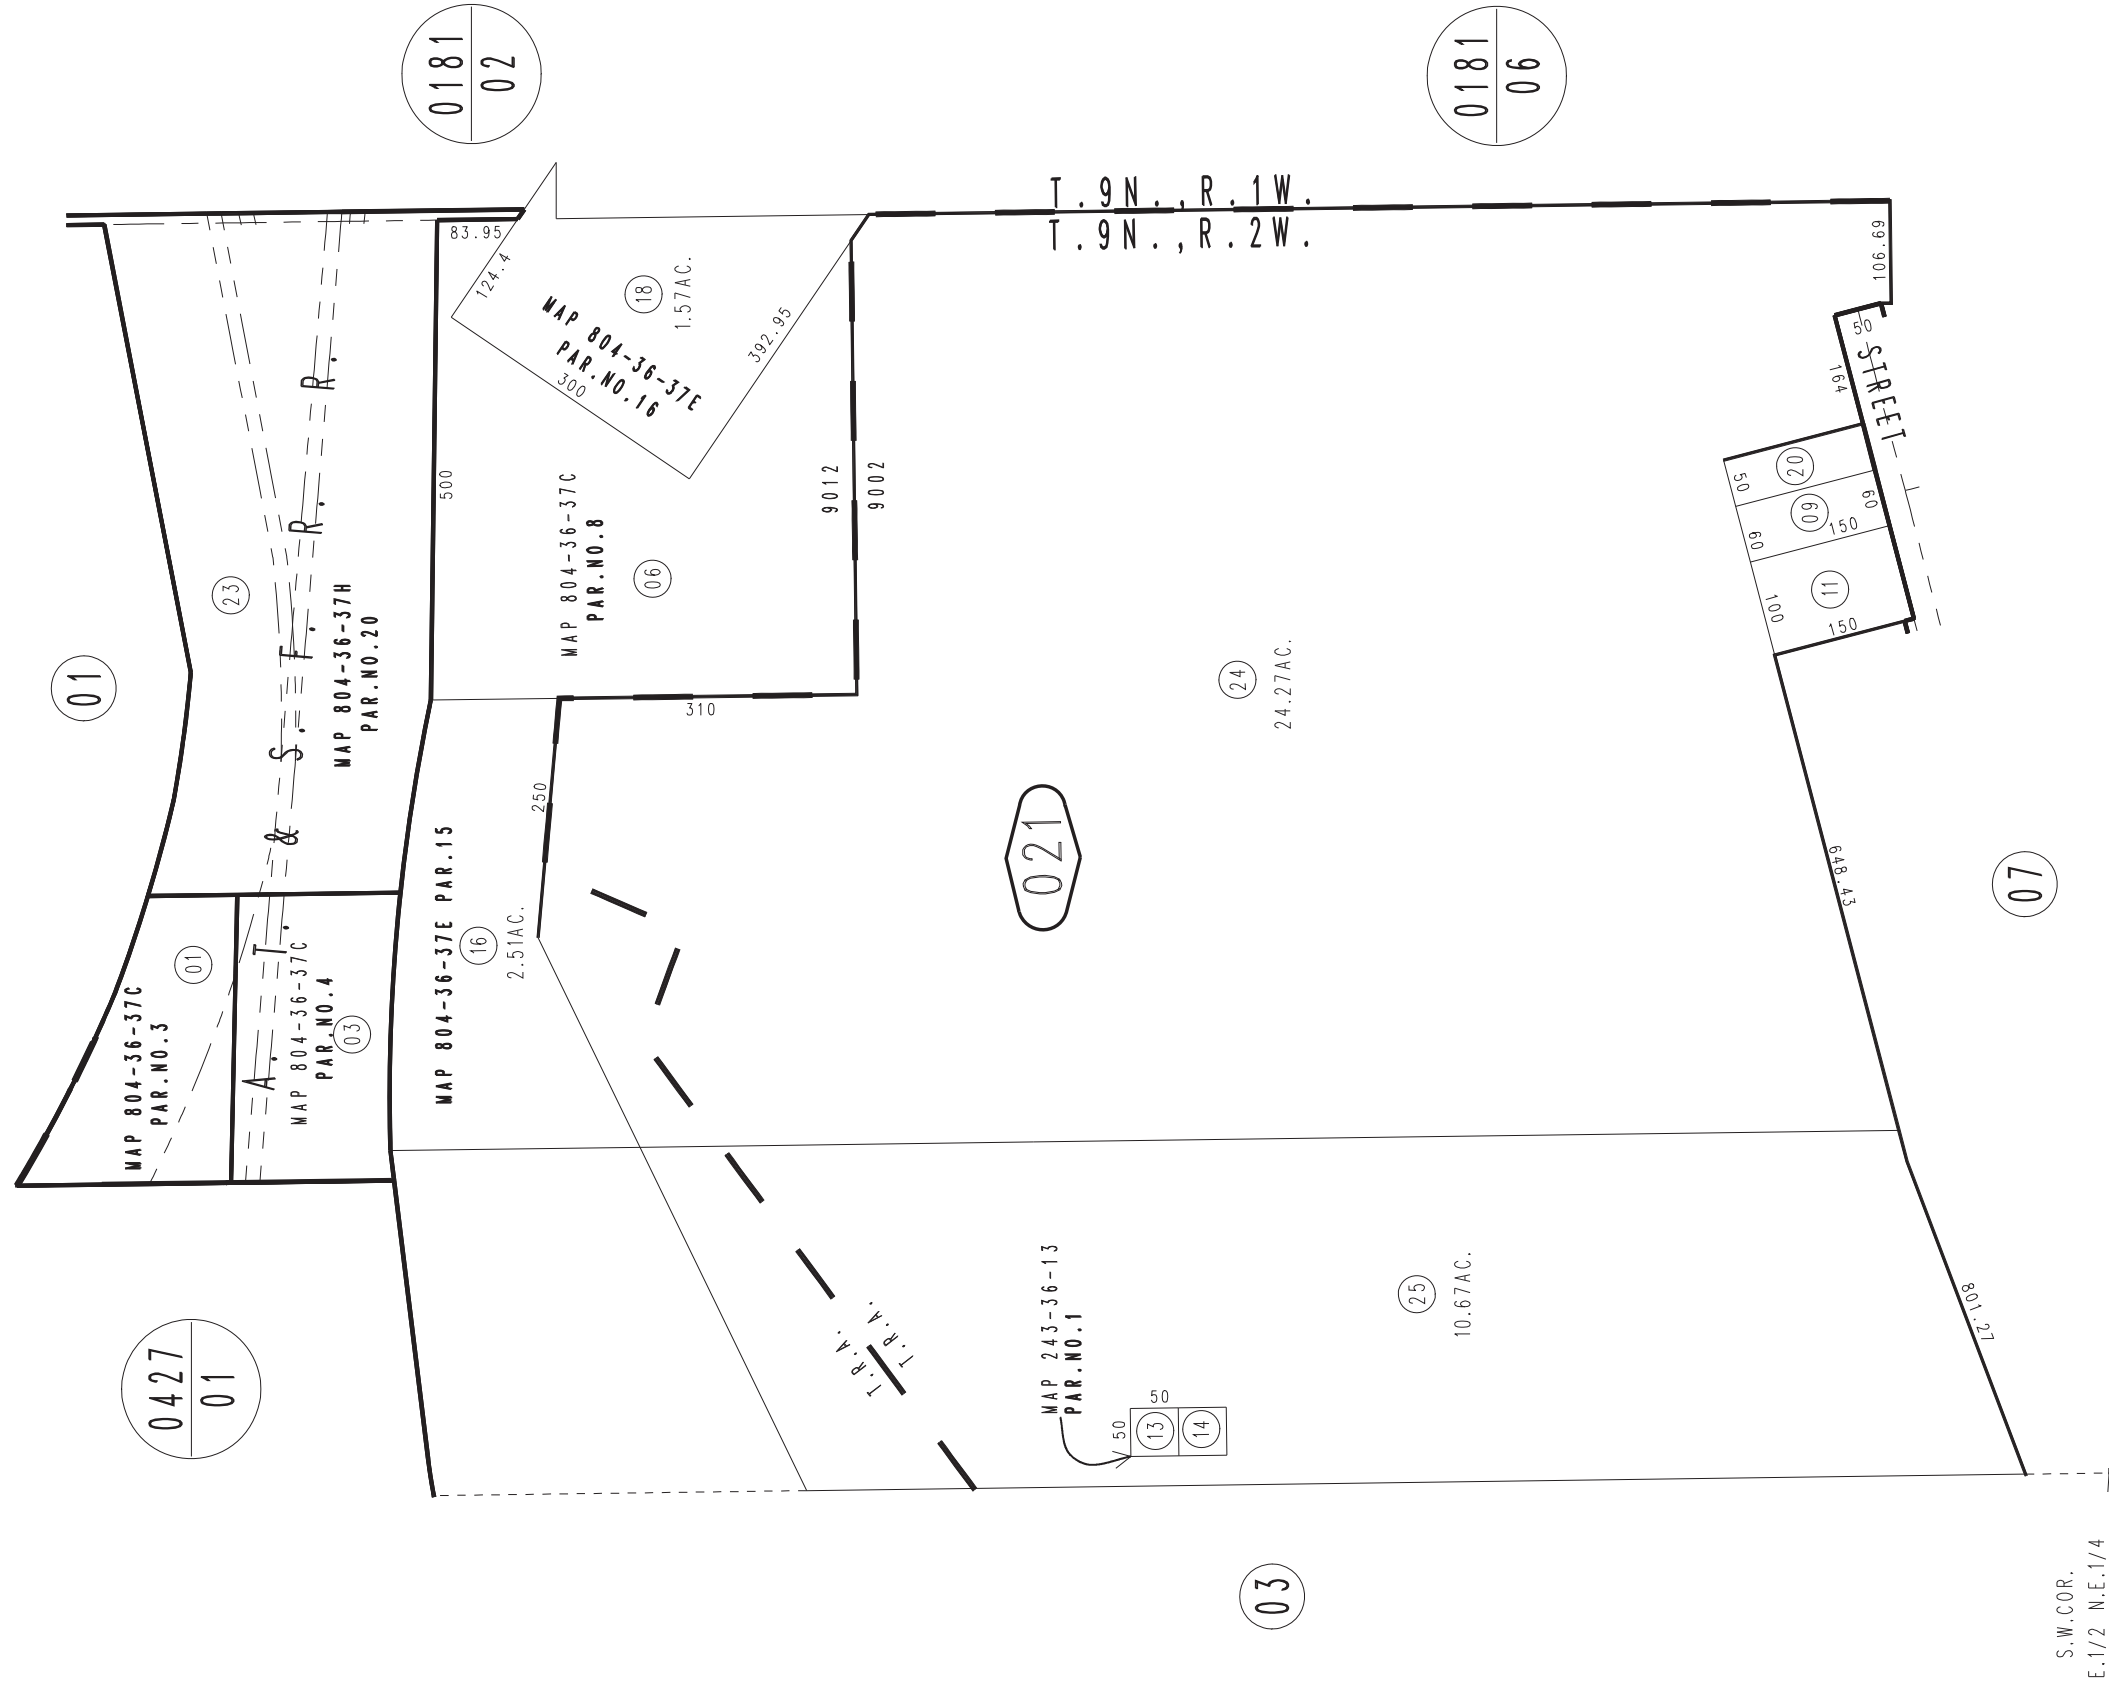 0181
02
0181
06
T.9N.,R.1W.
T.9N.,R.2W.
83.95
124.4
18
1.57AC.
MAP 804-36-37E
PAR.NO.16
300
392.95
106.69
50
STREET
164
500
23
A. T. & S. F. R. R.
MAP 804-36-37H
PAR.NO.20
MAP 804-36-37C
PAR.NO.8
06
9012
9002
20
50
09
60
60
150
11
100
150
01
310
24
24.27AC.
250
021
MAP 804-36-37E PAR.15
16
2.51AC.
648.43
07
01
MAP 804-36-37C
PAR.NO.3
MAP 804-36-37C
PAR.NO.4
03
0427
01
T.R.A.
T.R.A.
MAP 243-36-13
PAR.NO.1
50
50
13
14
25
10.67AC.
801.27
03
S.W.COR.
E.1/2 N.E.1/4